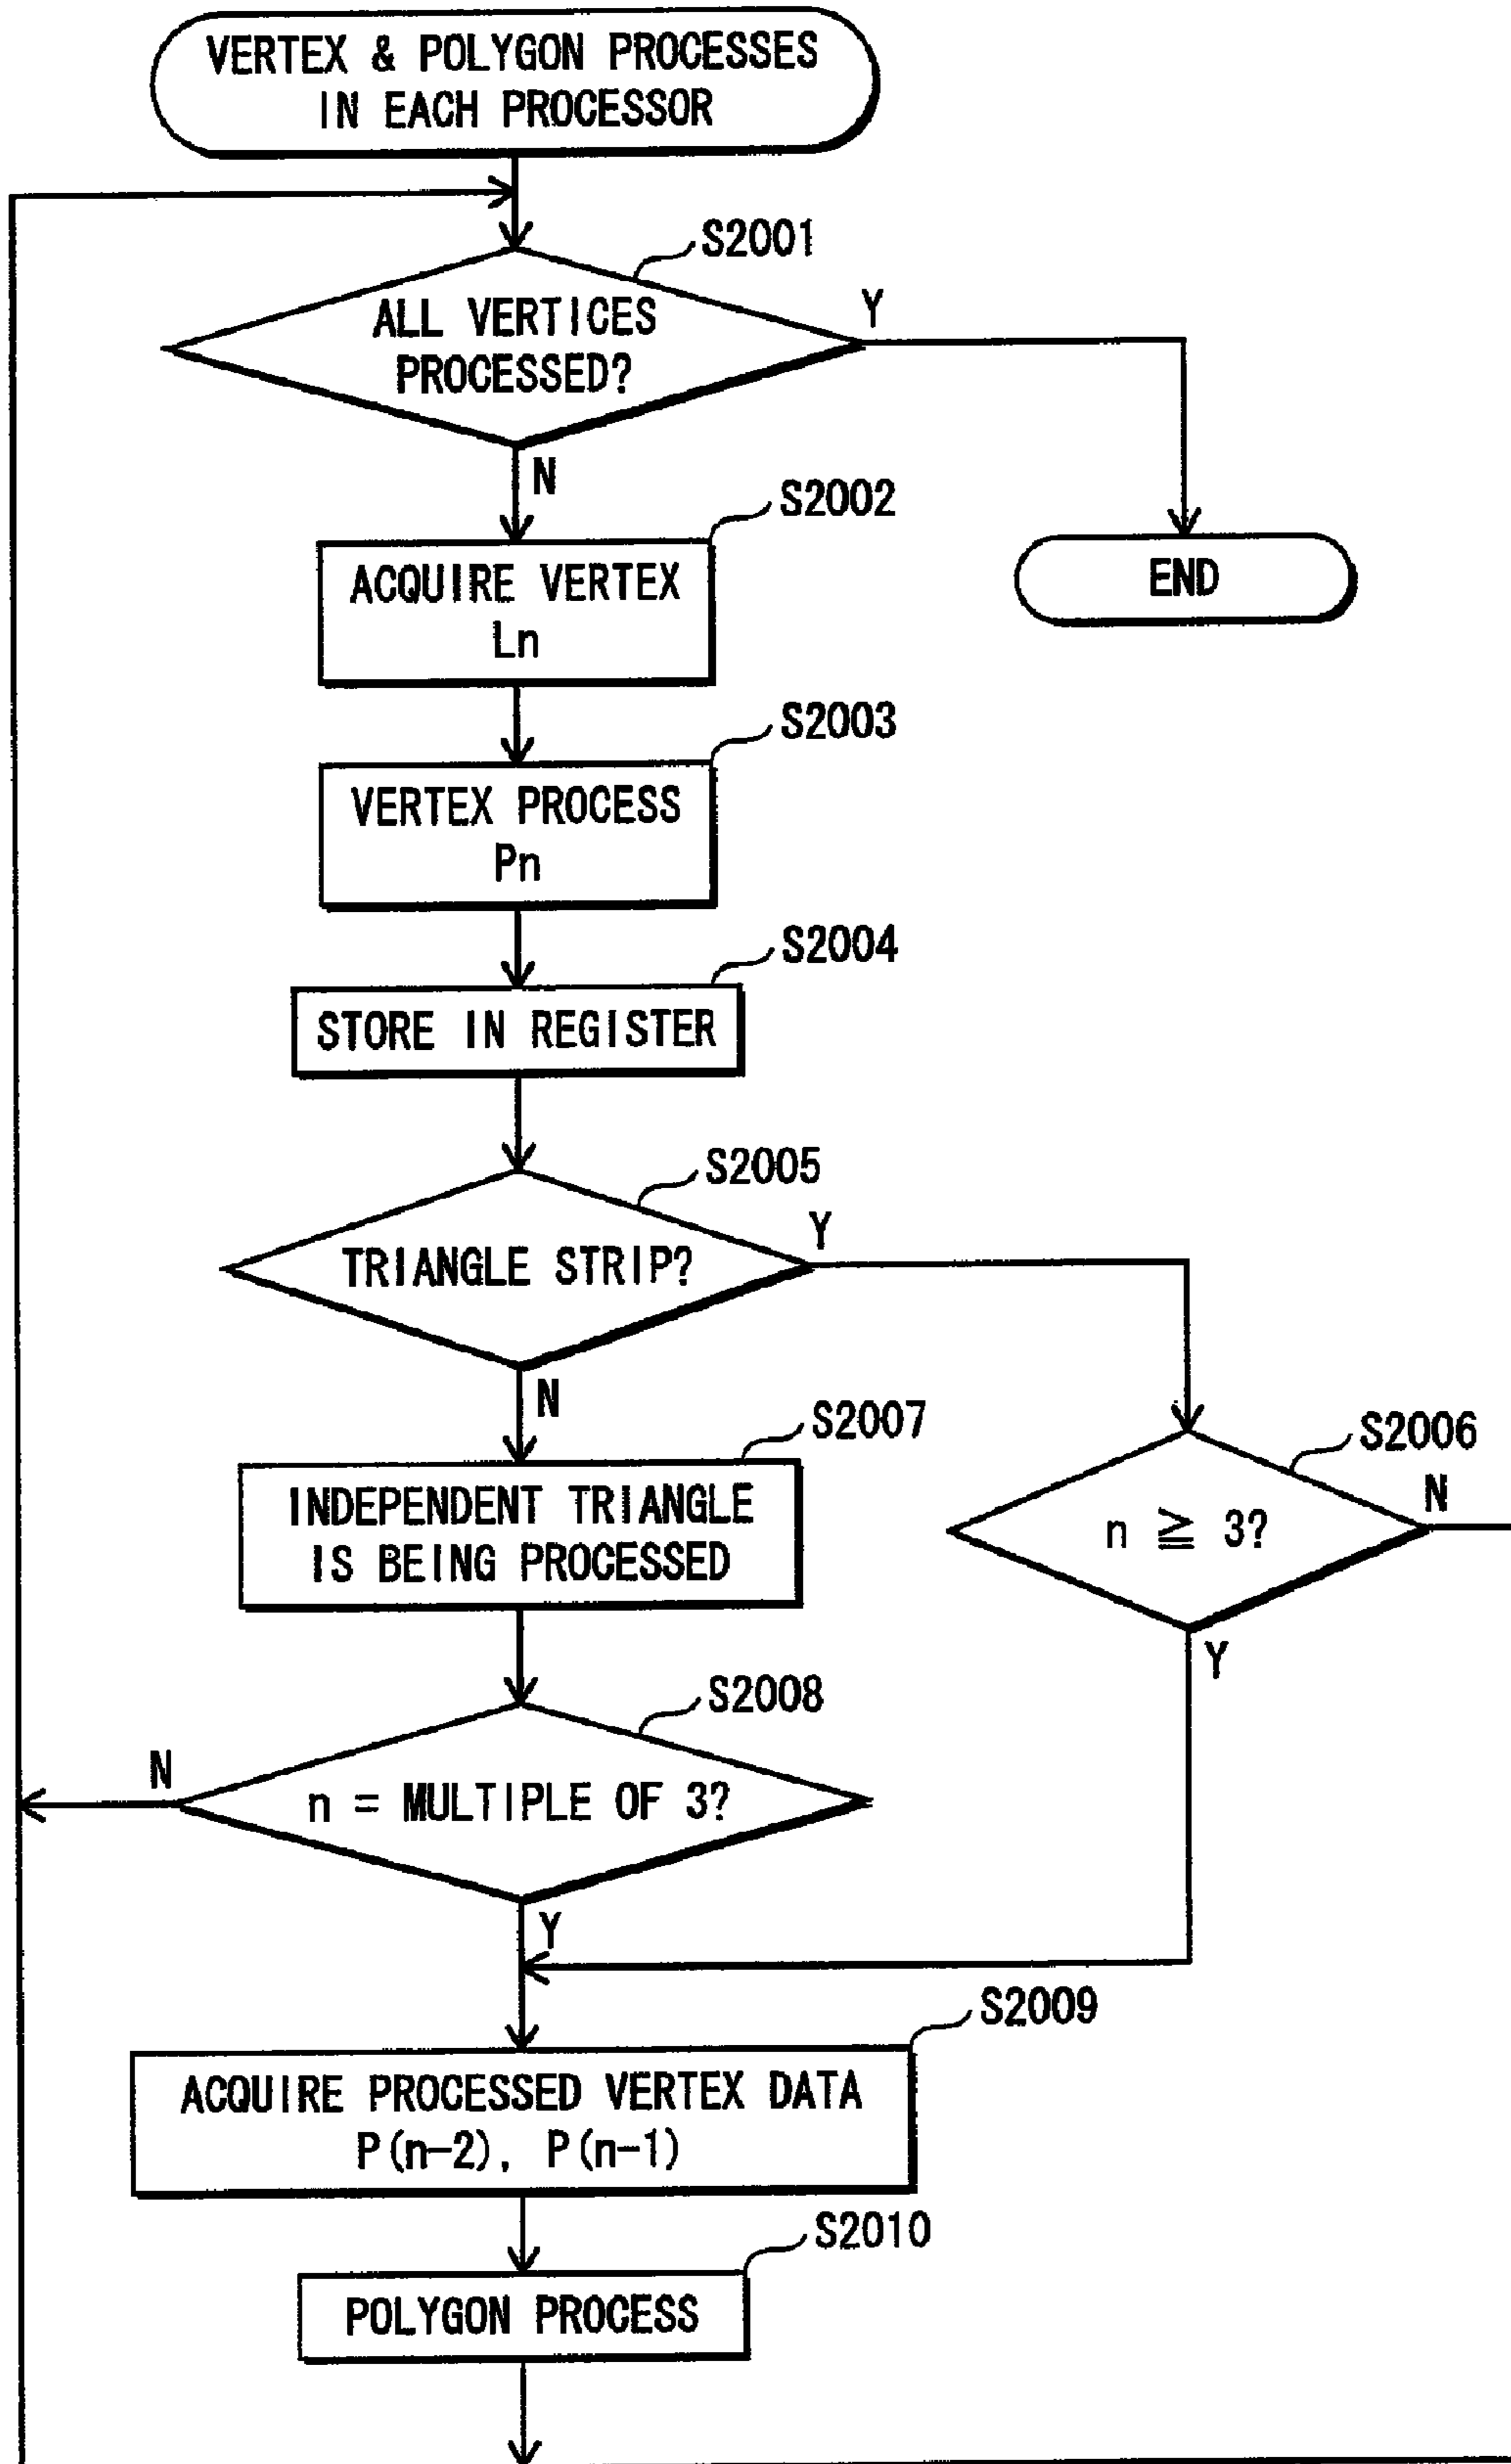 VERTEX & POLYGON PROCESSES
IN EACH PROCESSOR
S2001
ALL VERTICES
PROCESSED?
Y
N
S2002
ACQUIRE VERTEX
Ln
END
S2003
VERTEX PROCESS
Pn
S2004
STORE IN REGISTER
S2005
TRIANGLE STRIP?
Y
N
S2007
INDEPENDENT TRIANGLE
IS BEING PROCESSED
S2006
n ≧ 3?
N
Y
S2008
n = MULTIPLE OF 3?
N
Y
S2009
ACQUIRE PROCESSED VERTEX DATA
P(n-2), P(n-1)
S2010
POLYGON PROCESS